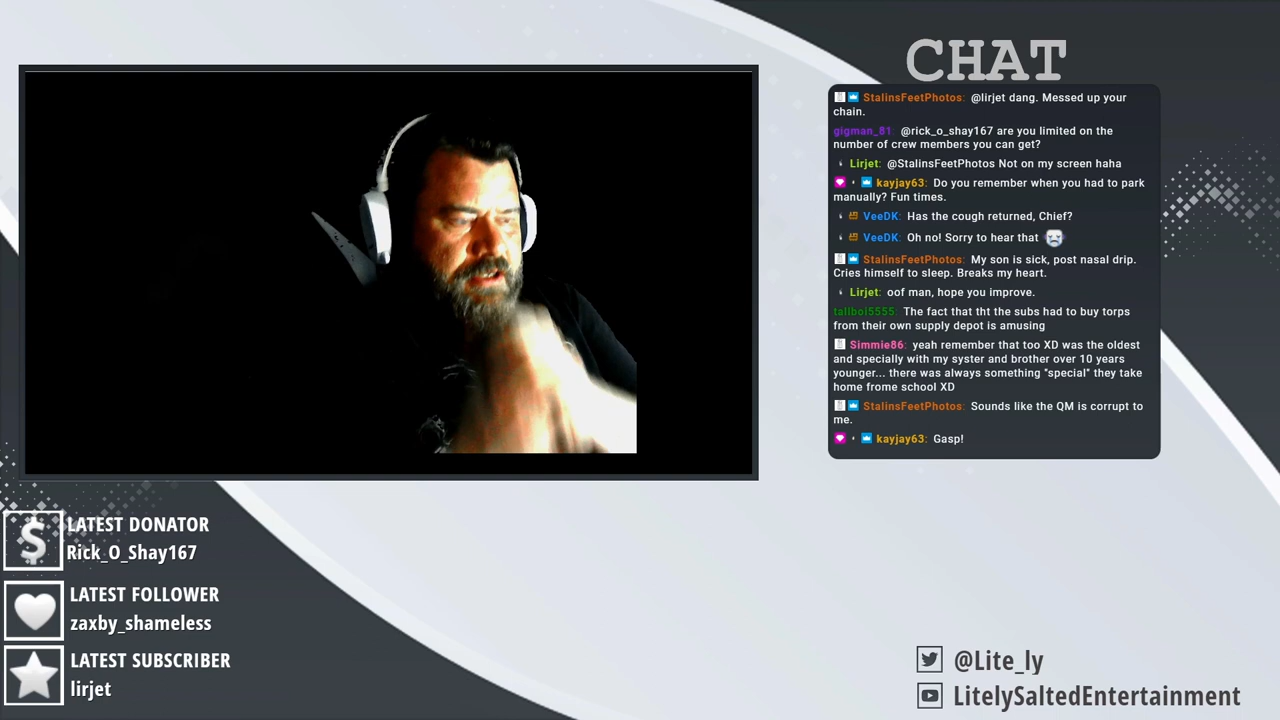 CHAT
StalinsFeetPhotos: @lirjet dang. Messed up your
chain.
gigman_81: @rick_o_shay167 are you limited on the
number of crew members you can get?
Lirjet: @StalinsFeetPhotos Not on my screen haha
kayjay63: Do you remember when you had to park
manually? Fun times.
VeeDK: Has the cough returned, Chief?
VeeDK: Oh no! Sorry to hear that
StalinsFeetPhotos: My son is sick, post nasal drip.
Cries himself to sleep. Breaks my heart.
Lirjet: oof man, hope you improve.
tallboi5555: The fact that tht the subs had to buy torps
from their own supply depot is amusing
Simmie86: yeah remember that too XD was the oldest
and specially with my syster and brother over 10 years
younger... there was always something "special" they take
home frome school XD
StalinsFeetPhotos: Sounds like the QM is corrupt to
me.
kayjay63: Gasp!
$
LATEST DONATOR
Rick_O_Shay167
LATEST FOLLOWER
zaxby_shameless
LATEST SUBSCRIBER
lirjet
@Lite_ly
LitelySaltedEntertainment